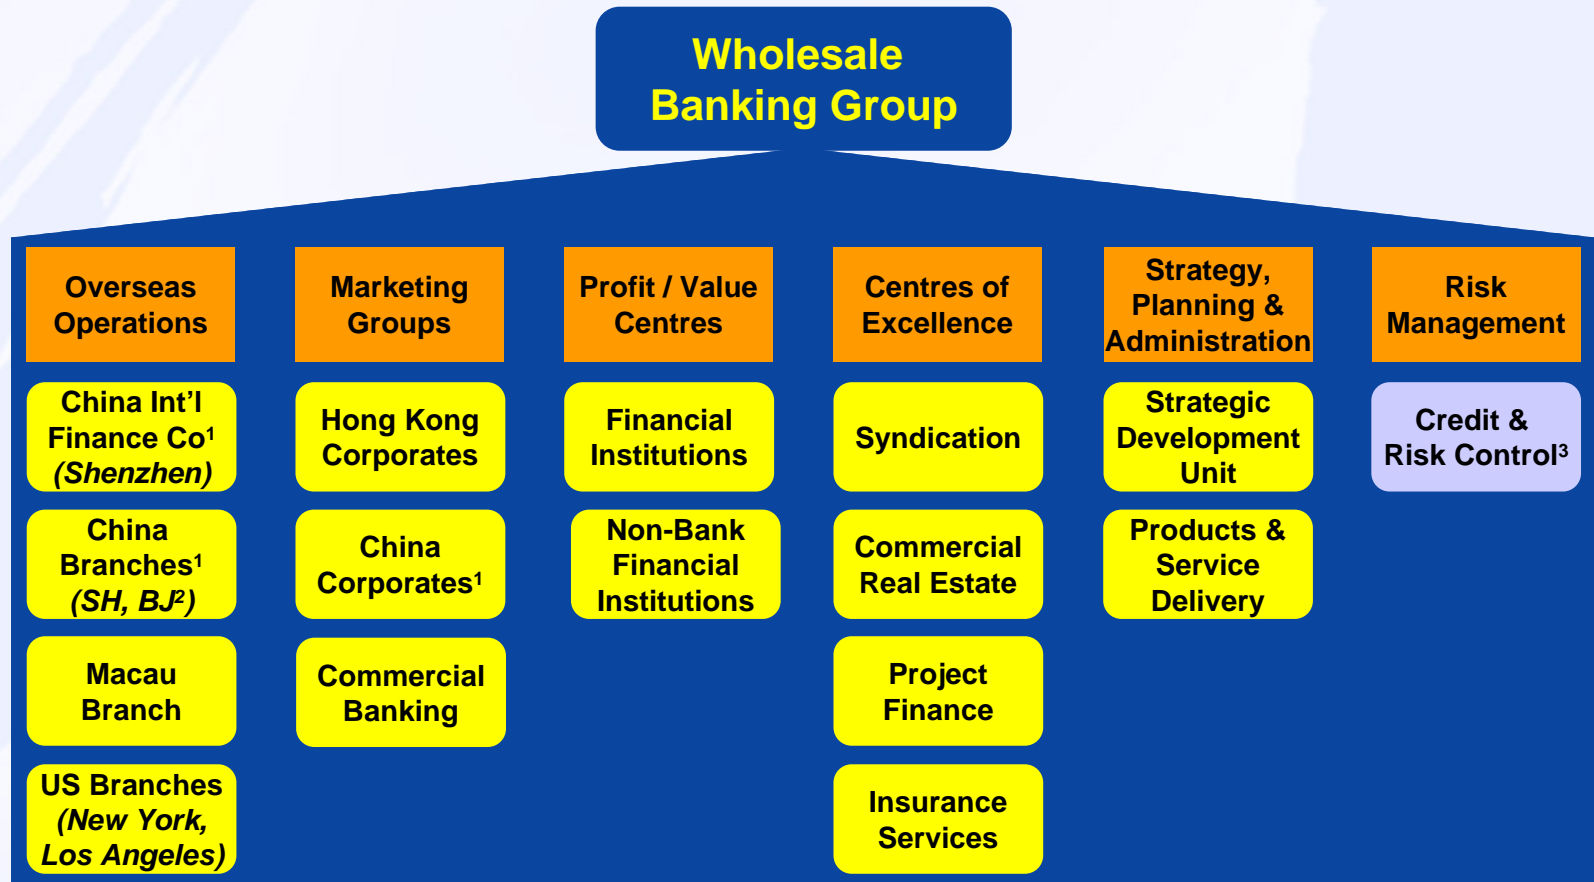 Wholesale
Banking Group
Overseas
Operations
China Int’l
Finance Co¹
(Shenzhen)
China
Branches¹
(SH, BJ²)
Macau
Branch
US Branches
(New York,
Los Angeles)
Marketing
Groups
Hong Kong
Corporates
China
Corporates¹
Commercial
Banking
Profit / Value
Centres
Financial
Institutions
Non-Bank
Financial
Institutions
Centres of
Excellence
Syndication
Commercial
Real Estate
Project
Finance
Insurance
Services
Strategy,
Planning &
Administration
Strategic
Development
Unit
Products &
Service
Delivery
Risk
Management
Credit &
Risk Control³